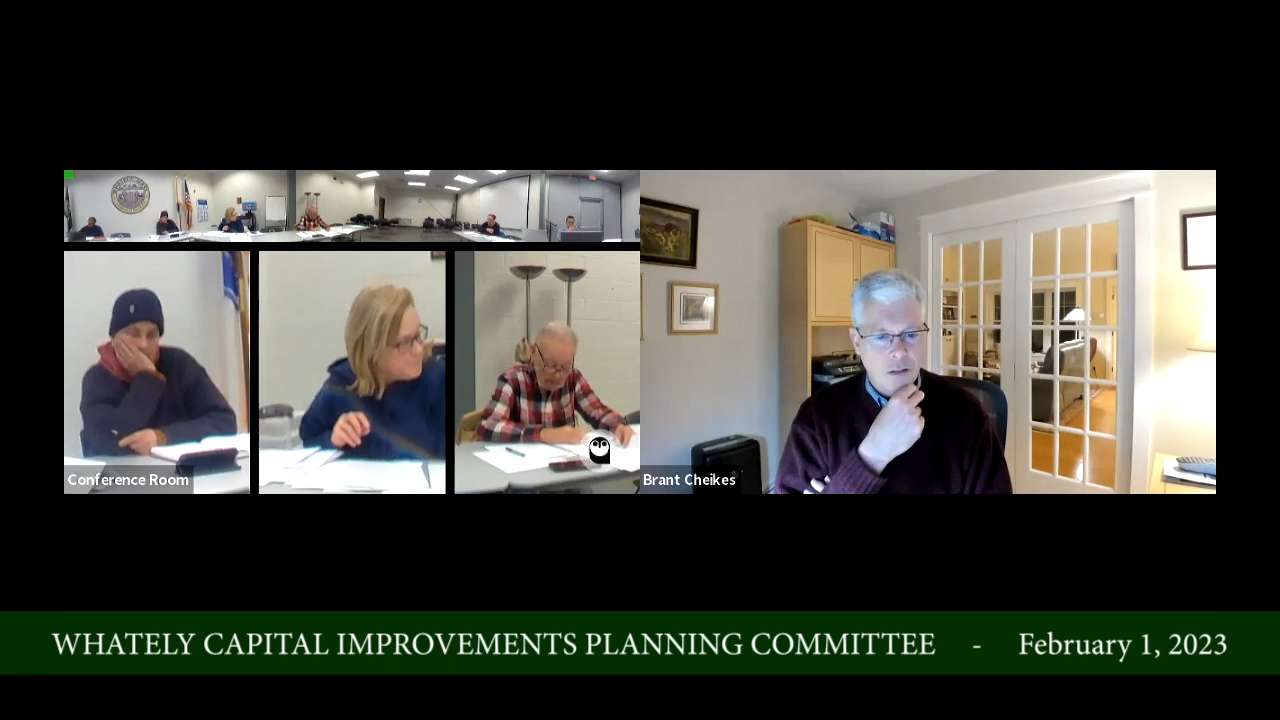 Conference Room
Brant Cheikes
WHATELY CAPITAL IMPROVEMENTS PLANNING COMMITTEE - February 1, 2023